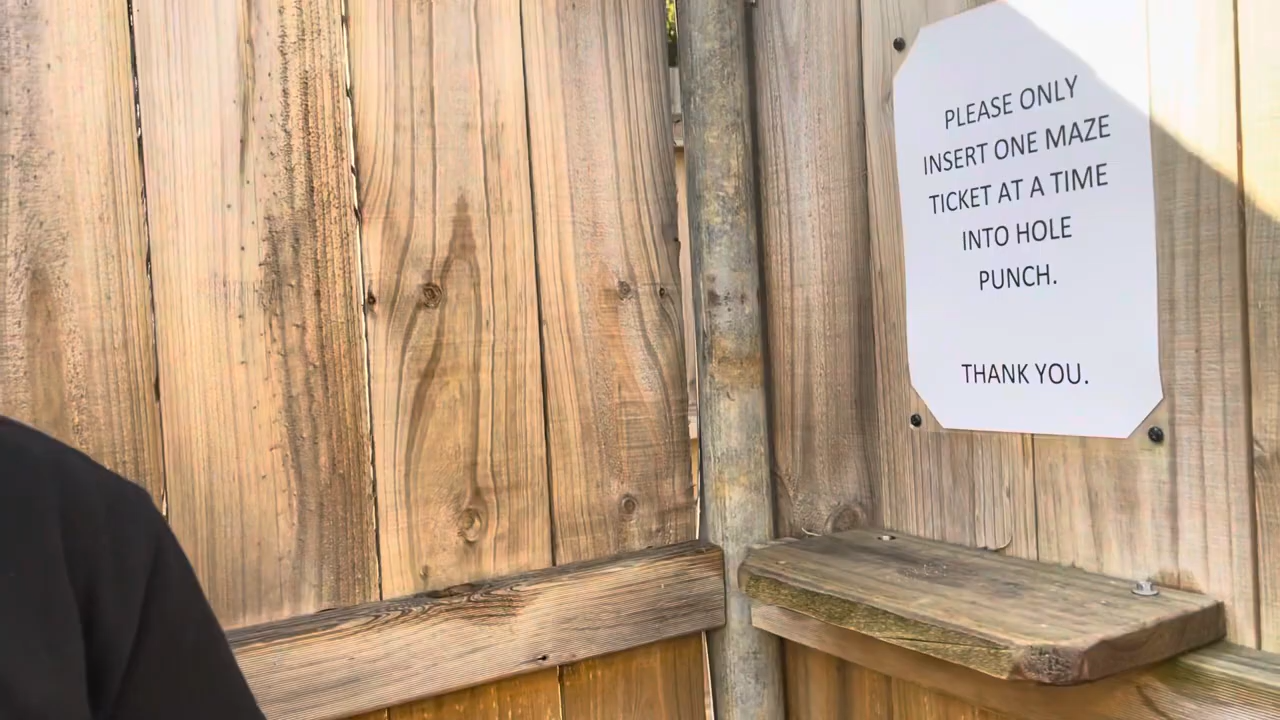 PLEASE ONLY
INSERT ONE MAZE
TICKET AT A TIME
INTO HOLE
PUNCH.
THANK YOU.